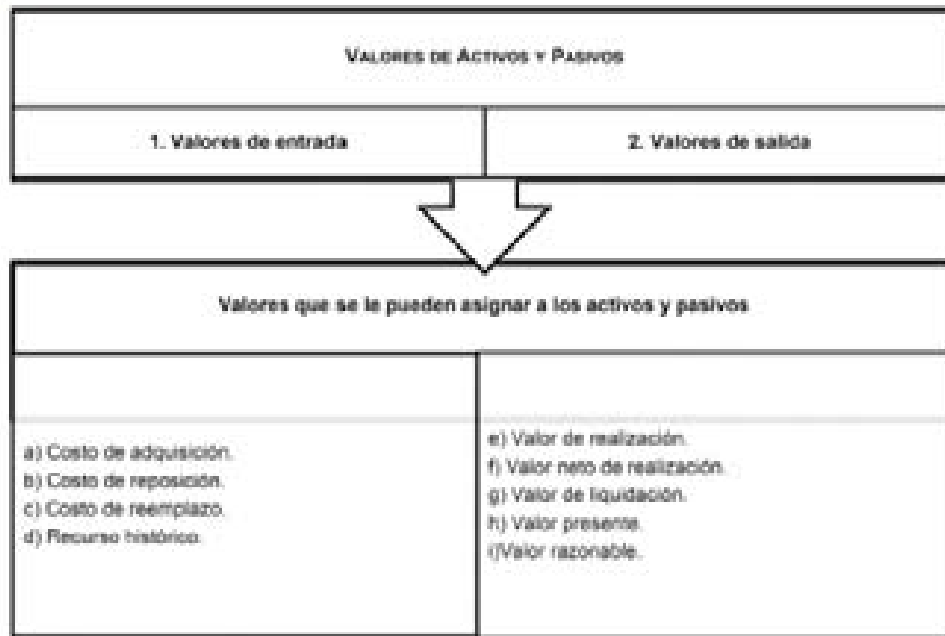 VALORES DE ACTIVOS Y PASIVOS
1. Valores de entrada
2. Valores de salida
Valores que se le pueden asignar a los activos y pasivos
a) Costo de adquisición.
b) Costo de reposición.
c) Costo de reemplazo.
d) Recurso histórico.
e) Valor de realización.
f) Valor neto de realización.
g) Valor de liquidación.
h) Valor presente.
i)Valor razonable.